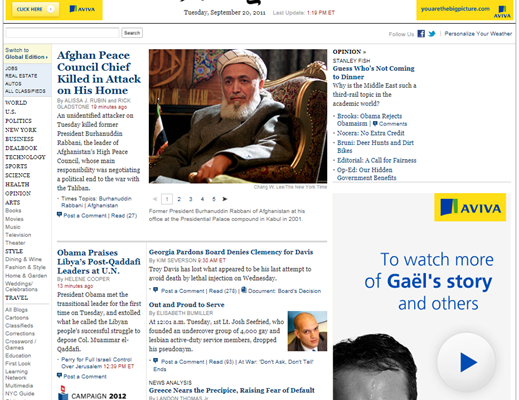 CLICK HERE
AVIVA
Tuesday, September 20, 2011 Last Update: 1:19 PM ET
youarethebigpicture.com
AVIVA
Search
Follow Us
Personalize Your Weather
Switch to
Global Edition ›
JOBS
REAL ESTATE
AUTOS
ALL CLASSIFIEDS
WORLD
U.S.
POLITICS
NEW YORK
BUSINESS
DEALBOOK
TECHNOLOGY
SPORTS
SCIENCE
HEALTH
OPINION
ARTS
Books
Movies
Music
Television
Theater
STYLE
Dining & Wine
Fashion & Style
Home & Garden
Weddings/
Celebrations
TRAVEL
All Blogs
Cartoons
Classifieds
Corrections
Crossword/
Games
Education
First Look
Learning
Network
Multimedia
NYC Guide
Afghan Peace
Council Chief
Killed in Attack
on His Home
By ALISSA J. RUBIN and RICK
GLADSTONE 19 minutes ago
An unidentified attacker on
Tuesday killed former
President Burhanuddin
Rabbani, the leader of
Afghanistan's High Peace
Council, whose main
responsibility was negotiating
a political end to the war with
the Taliban.
Times Topics: Burhanuddin
Rabbani | Afghanistan
Post a Comment | Read (27)
1 2 3 4 5
Former President Burhanuddin Rabbani of Afghanistan at his
office at the Presidential Palace compound in Kabul in 2001.
Obama Praises
Libya's Post-Qaddafi
Leaders at U.N.
By HELENE COOPER
13 minutes ago
President Obama met the
transitional leader for the first
time on Tuesday, and extolled
what he called the Libyan
people's successful struggle to
depose Col. Muammar el-
Qaddafi.
Perry for Full Israeli Control
Over Jerusalem 12:39 PM ET
Post a Comment
CAMPAIGN 2012
Georgia Pardons Board Denies Clemency for Davis
By KIM SEVERSON 9:30 AM ET
Troy Davis has lost what appeared to be his last attempt to
avoid death by lethal injection on Wednesday.
Post a Comment | Read (278) | Document: Board's Decision
Out and Proud to Serve
By ELISABETH BUMILLER
At 12:01 a.m. Tuesday, 1st Lt. Josh Seefried, who
founded an undercover group of 4,000 gay and
lesbian active-duty service members, dropped
his pseudonym.
Post a Comment | Read (93) | At War: 'Don't Ask, Don't Tell'
Ends
NEWS ANALYSIS
Greece Nears the Precipice, Raising Fear of Default
By LANDON THOMAS Jr.
OPINION »
STANLEY FISH
Guess Who's Not Coming
to Dinner
Why is the Middle East such a
third-rail topic in the
academic world?
Brooks: Obama Rejects
Obamaism | Comments
Nocera: No Extra Credit
Bruni: Deer Hunts and Dirt
Bikes
Editorial: A Call for Fairness
Op-Ed: Our Hidden
Government Benefits
AVIVA
To watch more
of Gaël's story
and others